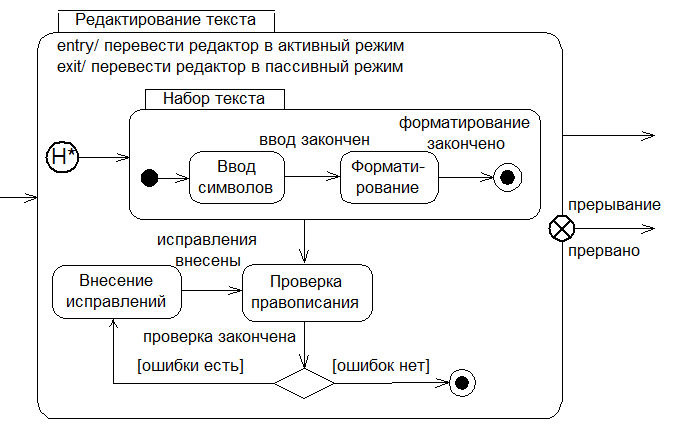 Редактирование текста
entry/ перевести редактор в активный режим
exit/ перевести редактор в пассивный режим
Набор текста
форматирование
закончено
ввод закончен
H*
Ввод
символов
Формати-
рование
прерывание
прервано
исправления
внесены
Внесение
исправлений
Проверка
правописания
проверка закончена
[ошибки есть]
[ошибок нет]